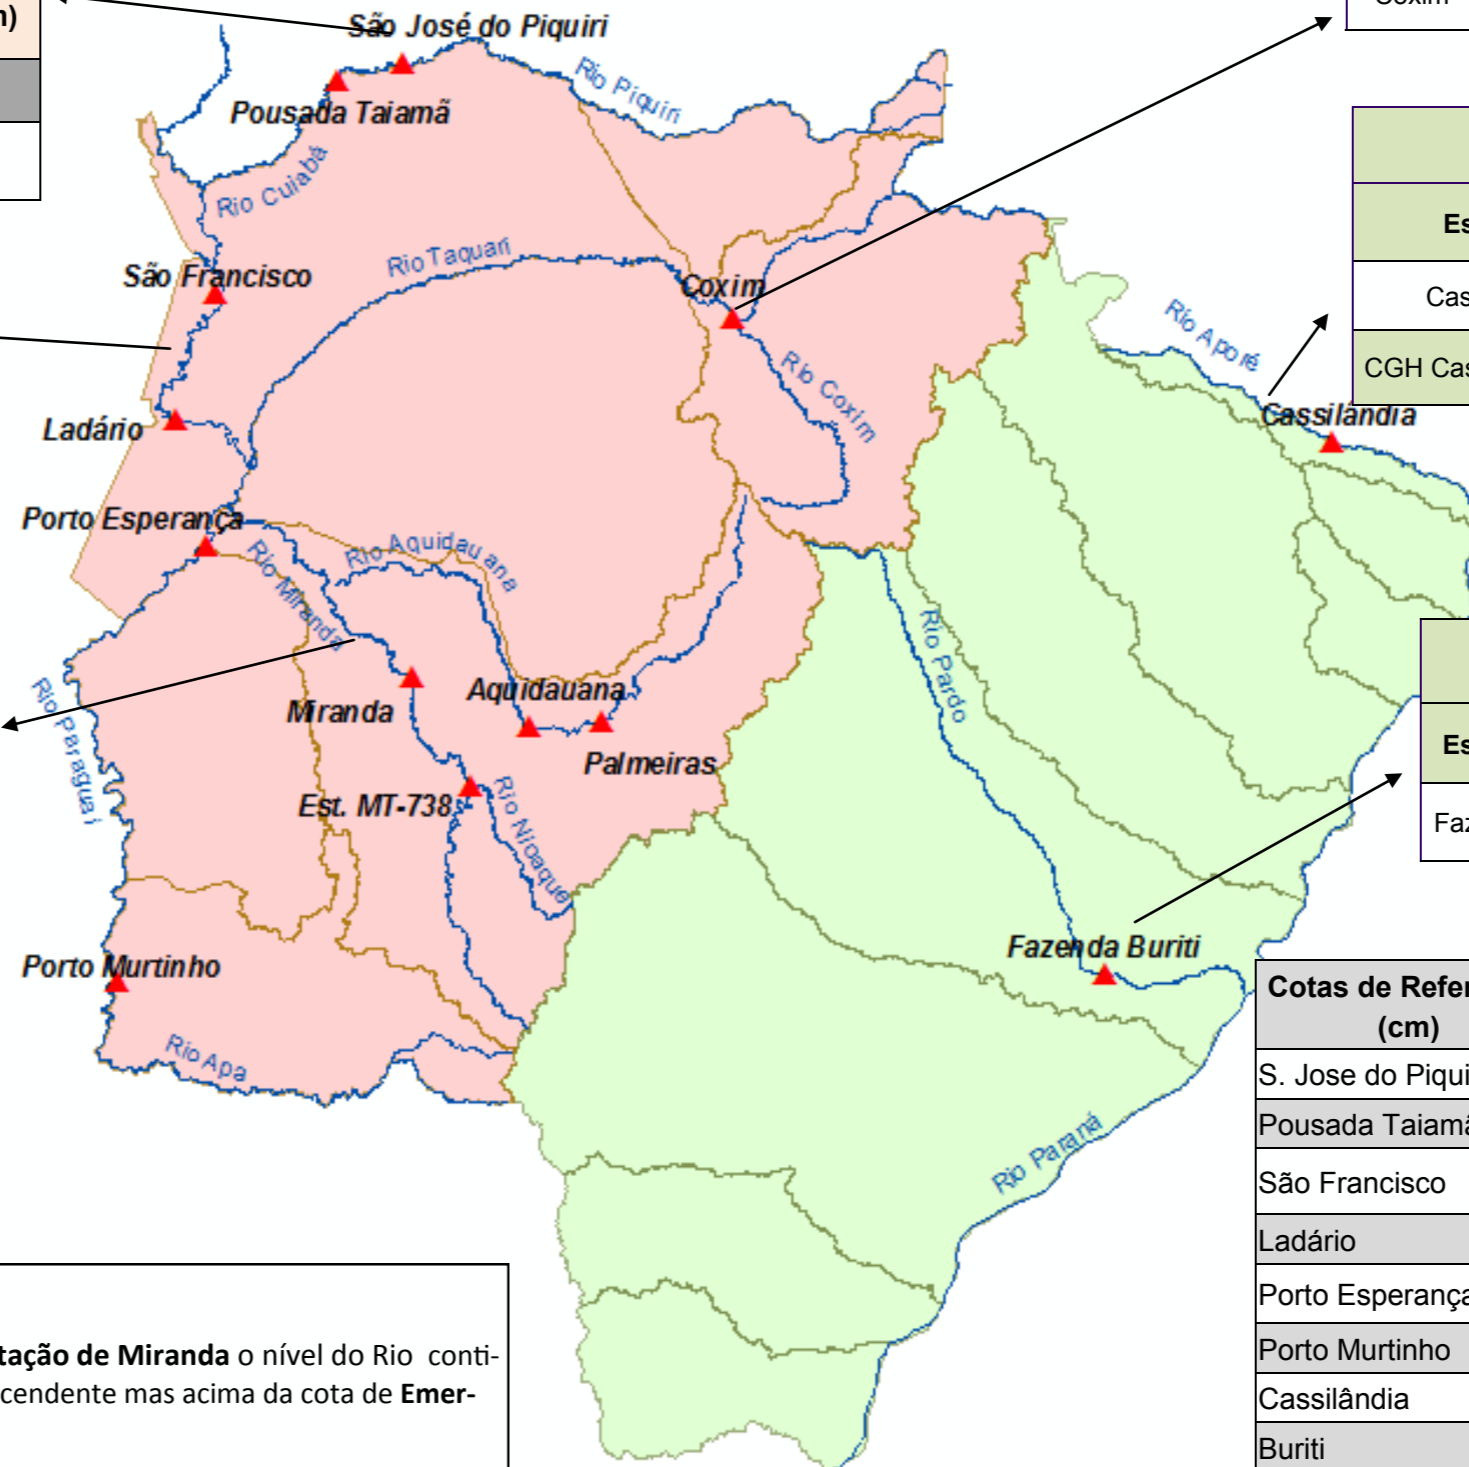 São José do Piquiri
Pousada Taiamã
Rio Piquiri
Rio Cuiabá
São Francisco
Rio Taquari
Coxim
Rio Coxim
Rio Aporé
Cassilândia
Ladário
Porto Esperança
Rio Miranda
Rio Aquidauana
Rio Paraguai
Miranda
Aquidauana
Palmeiras
Est. MT-738
Rio Nioaque
Rio Pardo
Fazenda Buriti
Porto Murtinho
Rio Apa
Rio Paraná
Es
Cas
CGH Cas
Es
Faz
Cotas de Refer
(cm)
S. Jose do Piqui
Pousada Taiamã
São Francisco
Ladário
Porto Esperança
Porto Murtinho
Cassilândia
Buriti
tação de Miranda o nível do Rio conti-
cendente mas acima da cota de Emer-